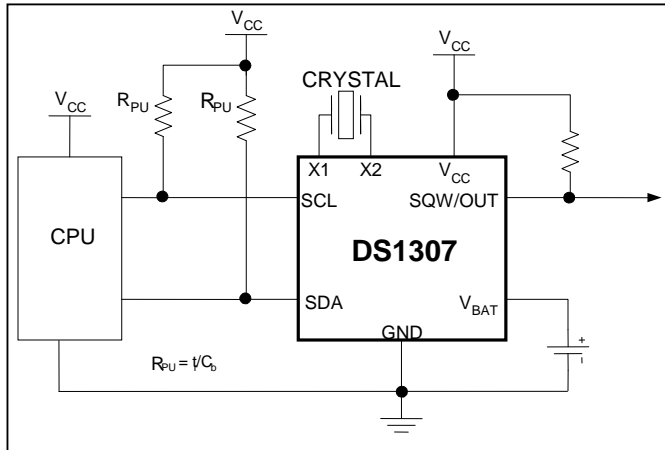 VCC
VCC
CRYSTAL
VCC
RPU
RPU
X1
X2
VCC
SCL
SQW/OUT
CPU
DS1307
SDA
VBAT
GND
+
−
RPU = t/Cb